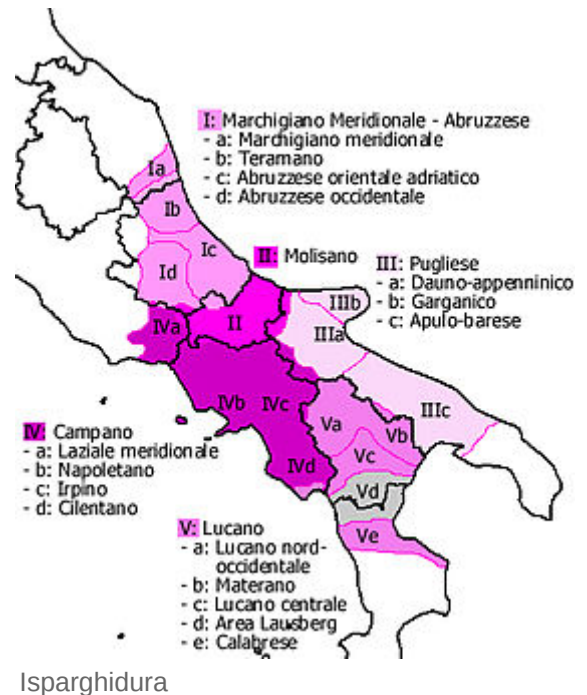 I: Marchigiano Meridionale - Abruzzese
- a: Marchigiano meridionale
- b: Teramano
- c: Abruzzese orientale adriatico
- d: Abruzzese occidentale
Ia
Ib
Ic
Id
II: Molisano
III: Pugliese
- a: Dauno-appenninico
- b: Garganico
- c: Apulo-barese
IIIb
IVa
II
IIIa
IVb
IVc
IIIc
Va
Vb
Vc
IVd
Vd
Ve
IV: Campano
- a: Laziale meridionale
- b: Napoletano
- c: Irpino
- d: Cilentano
V: Lucano
- a: Lucano nord-
occidentale
- b: Materano
- c: Lucano centrale
- d: Area Lausberg
- e: Calabrese
Isparghidura